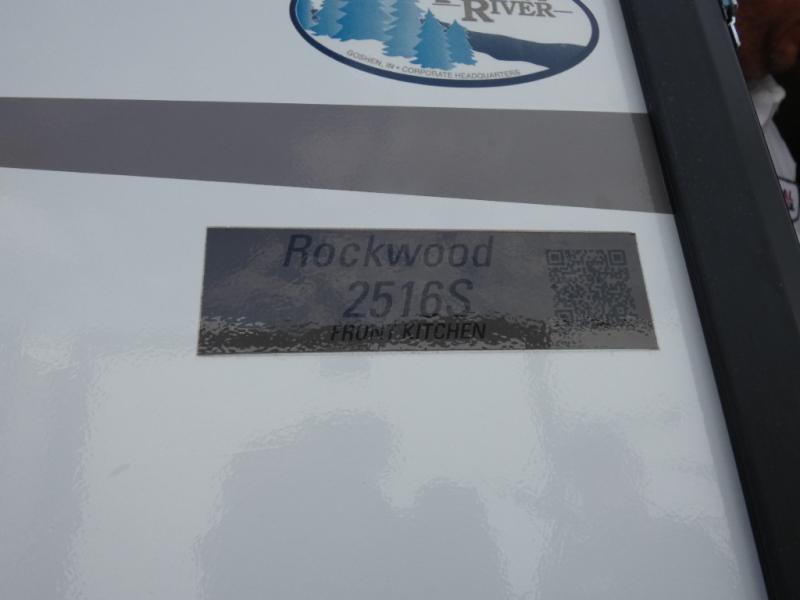 RIVER
GOSHEN, IN • CORPORATE HEADQUARTERS
Rockwood
2516S
FRONT KITCHEN